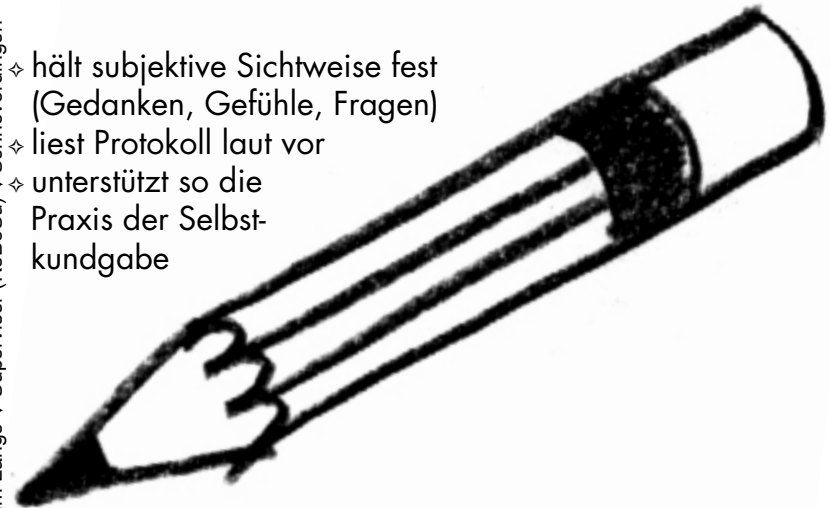 ✧ hält subjektive Sichtweise fest
(Gedanken, Gefühle, Fragen)
✧ liest Protokoll laut vor
✧ unterstützt so die
Praxis der Selbst-
kundgabe